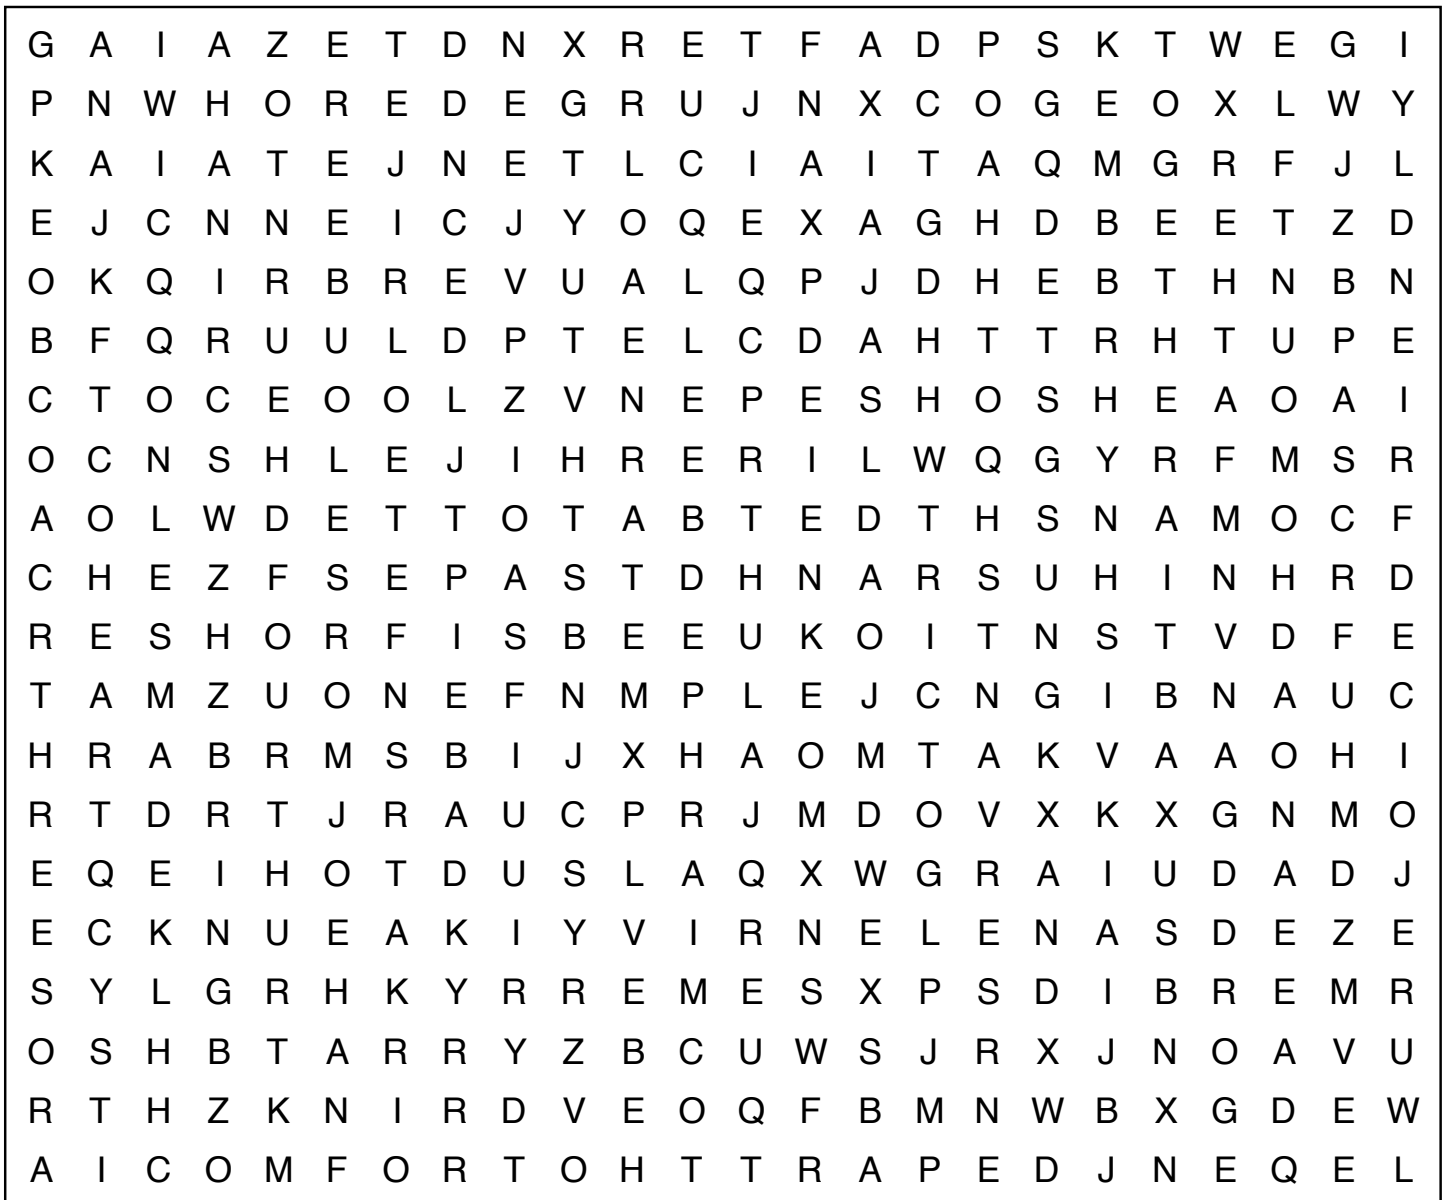 G A I A Z E T D N X R E T F A D P S K T W E G I
P N W H O R E D E G R U J N X C O G E O X L W Y
K A I A T E J N E T L C I A I T A Q M G R F J L
E J C N N E I C J Y O Q E X A G H D B E E T Z D
O K Q I R B R E V U A L Q P J D H E B T H N B N
B F Q R U U L D P T E L C D A H T T R H T U P E
C T O C E O O L Z V N E P E S H O S H E A O A I
O C N S H L E J I H R E R I L W Q G Y R F M S R
A O L W D E T T O T A B T E D T H S N A M O C F
C H E Z F S E P A S T D H N A R S U H I N H R D
R E S H O R F I S B E E U K O I T N S T V D F E
T A M Z U O N E F N M P L E J C N G I B N A U C
H R A B R M S B I J X H A O M T A K V A A O H I
R T D R T J R A U C P R J M D O V X K X G N M O
E Q E I H O T D U S L A Q X W G R A I U D A D J
E C K N U E A K I Y V I R N E L E N A S D E Z E
S Y L G R H K Y R R E M E S X P S D I B R E M R
O S H B T A R R Y Z B C U W S J R X J N O A V U
R T H Z K N I R D V E O Q F B M N W B X G D E W
A I C O M F O R T O H T T R A P E D J N E Q E L